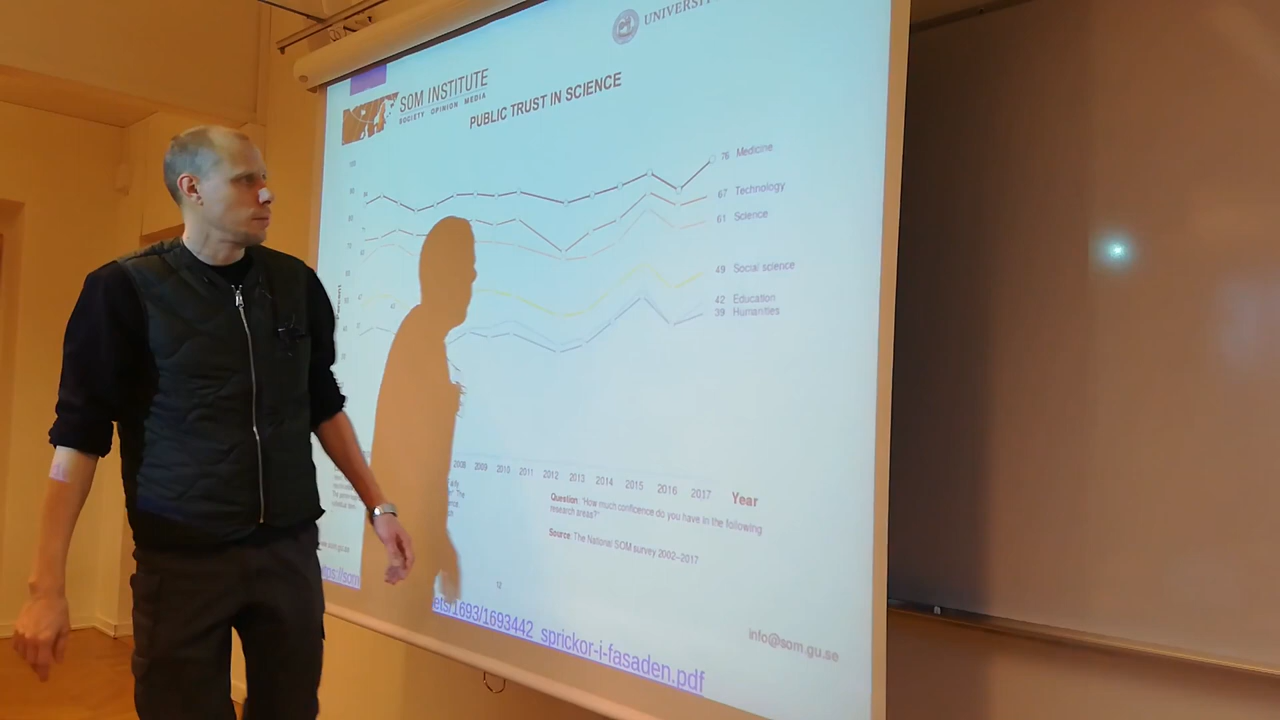 SOM INSTITUTE
SOCIETY OPINION MEDIA
PUBLIC TRUST IN SCIENCE
76 Medicine
67 Technology
61 Science
49 Social science
42 Education
39 Humanities
2008 2009 2010 2011 2012 2013 2014 2015 2016 2017
Year
Question: "How much confidence do you have in the following
research areas?"
Source: The National SOM survey 2002–2017
12
info@som.gu.se
ets/1693/1693442_sprickor-i-fasaden.pdf